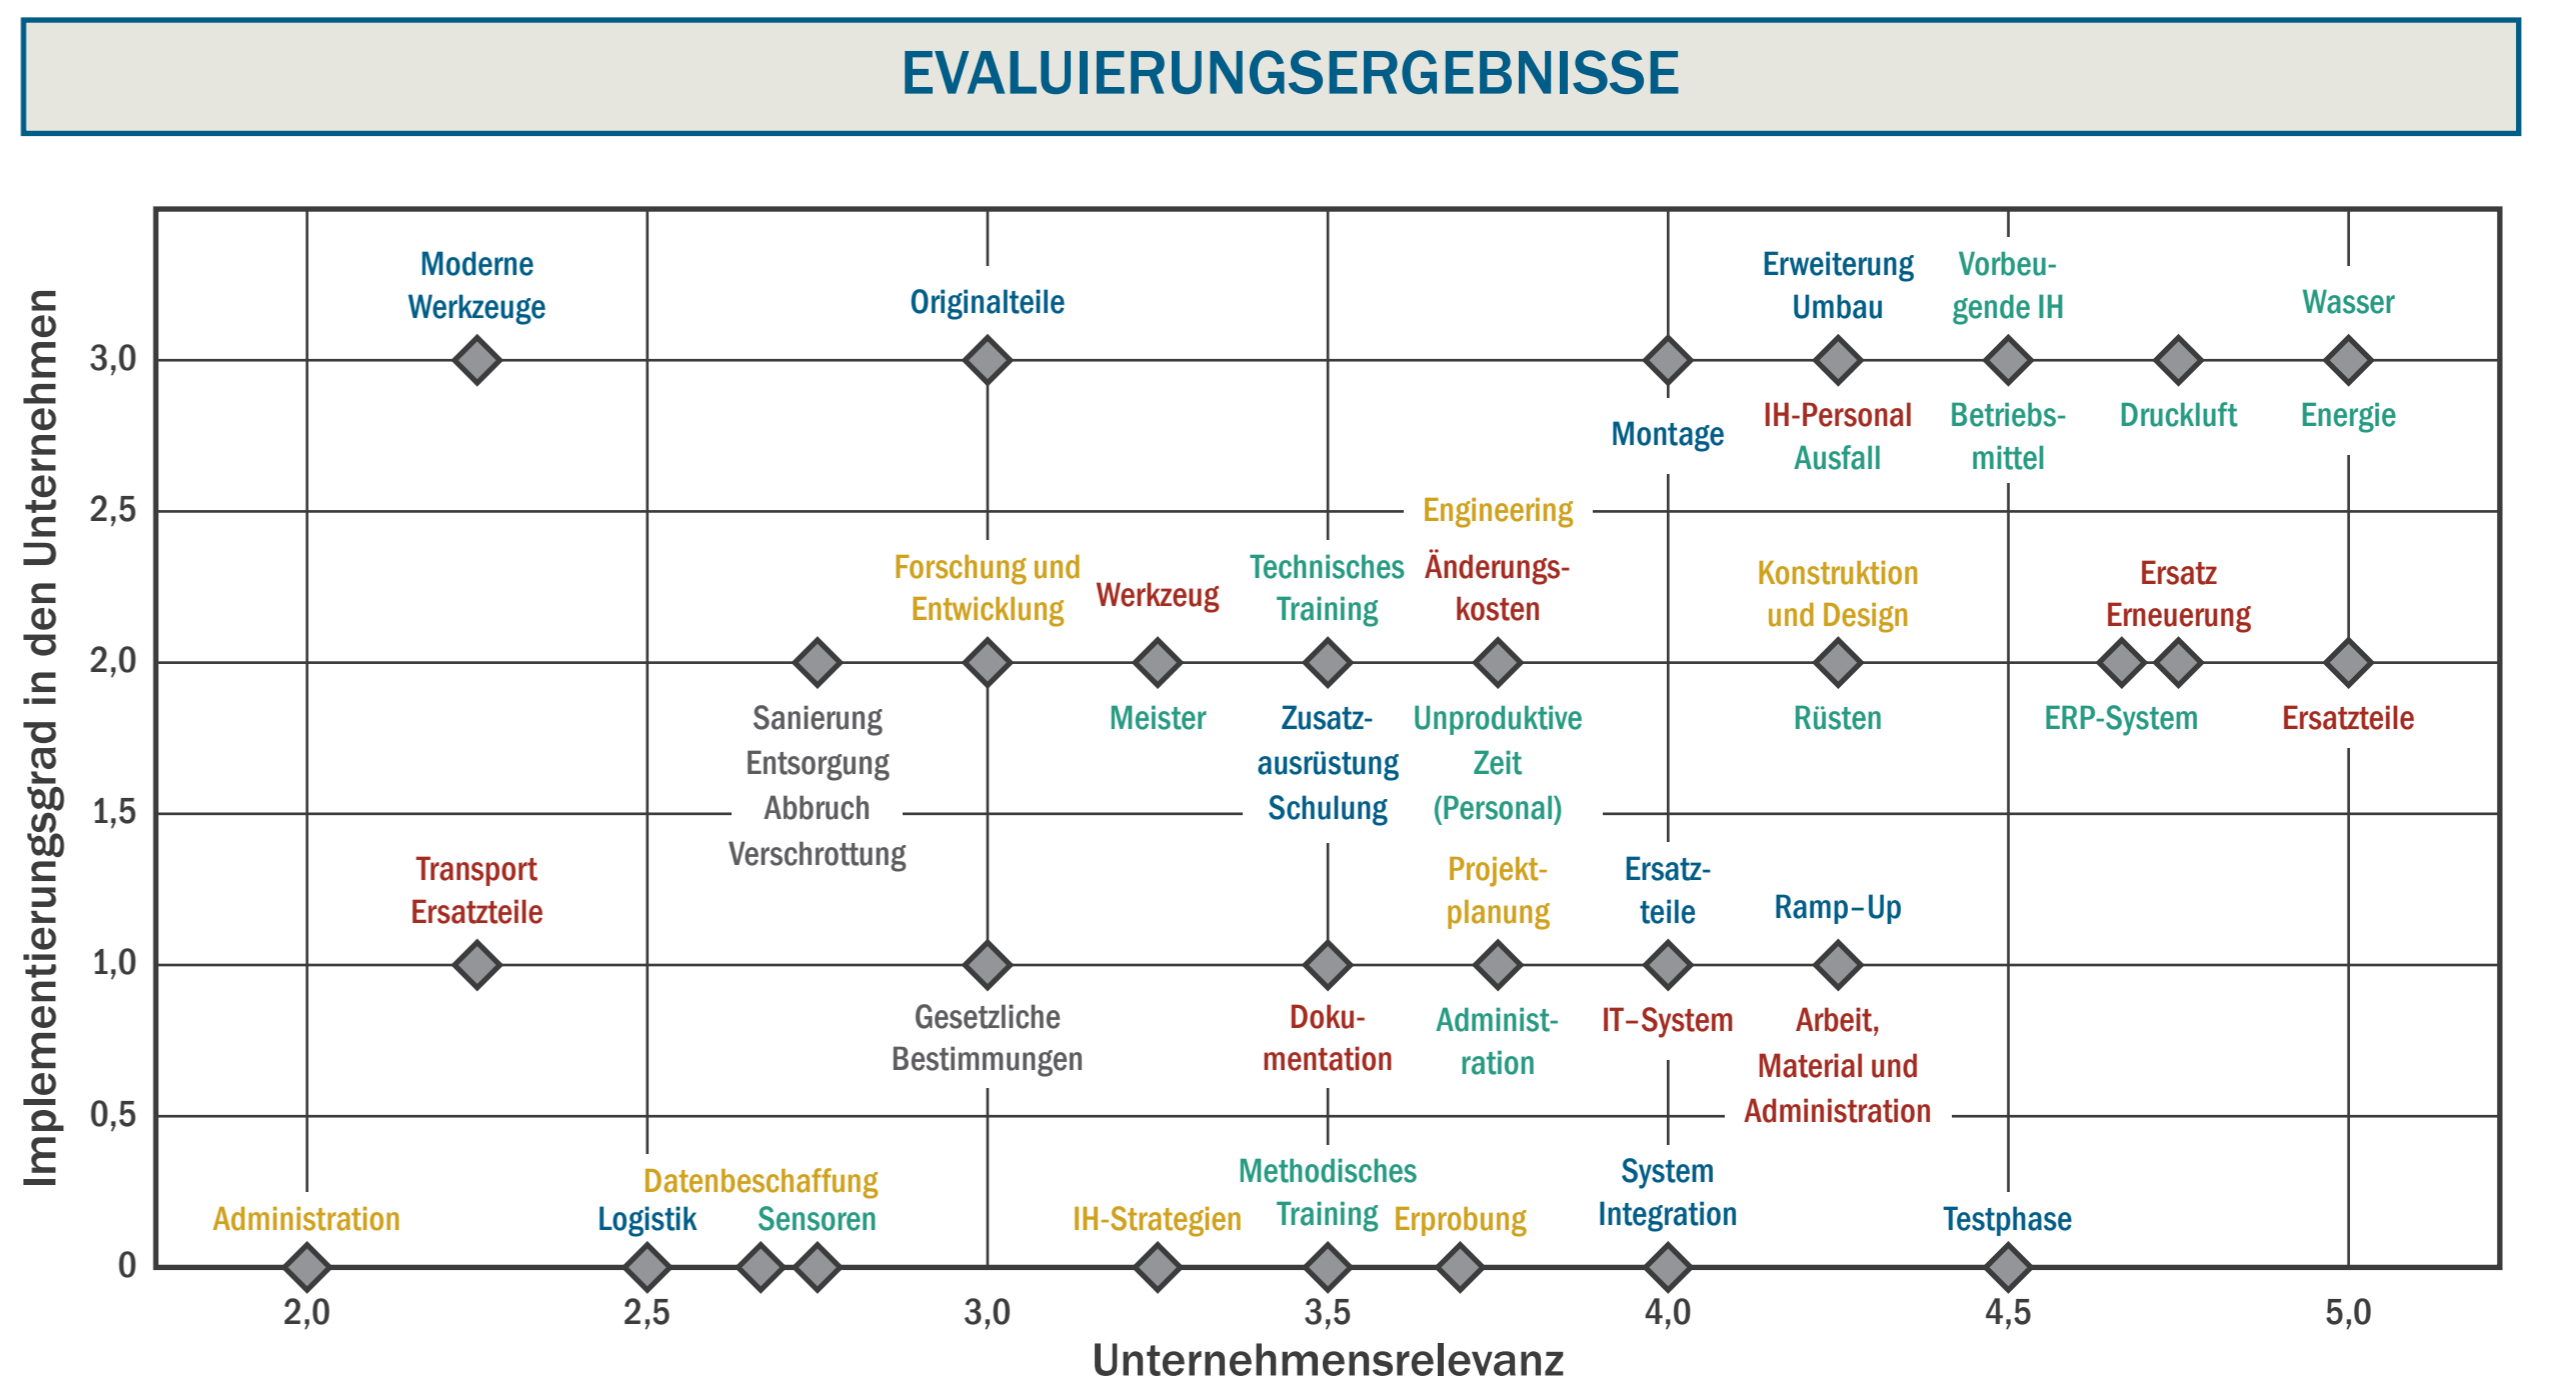 EVALUIERUNGSERGEBNISSE
Implementierungsgrad in den Unternehmen
3,0
2,5
2,0
1,5
1,0
0,5
0
Moderne
Werkzeuge
Originalteile
Montage
Erweiterung
Umbau
IH-Personal
Ausfall
Vorbeu-
gende IH
Betriebs-
mittel
Druckluft
Wasser
Energie
Sanierung
Entsorgung
Abbruch
Verschrottung
Forschung und
Entwicklung
Werkzeug
Meister
Technisches
Training
Zusatz-
ausrüstung
Schulung
Engineering
Änderungs-
kosten
Unproduktive
Zeit
(Personal)
Konstruktion
und Design
Rüsten
Ersatz
Erneuerung
ERP-System
Ersatzteile
Transport
Ersatzteile
Gesetzliche
Bestimmungen
Doku-
mentation
Projekt-
planung
Administ-
ration
Ersatz-
teile
IT–System
Ramp–Up
Arbeit,
Material und
Administration
Administration
Logistik
Datenbeschaffung
Sensoren
IH-Strategien
Methodisches
Training
Erprobung
System
Integration
Testphase
2,0
2,5
3,0
3,5
4,0
4,5
5,0
Unternehmensrelevanz